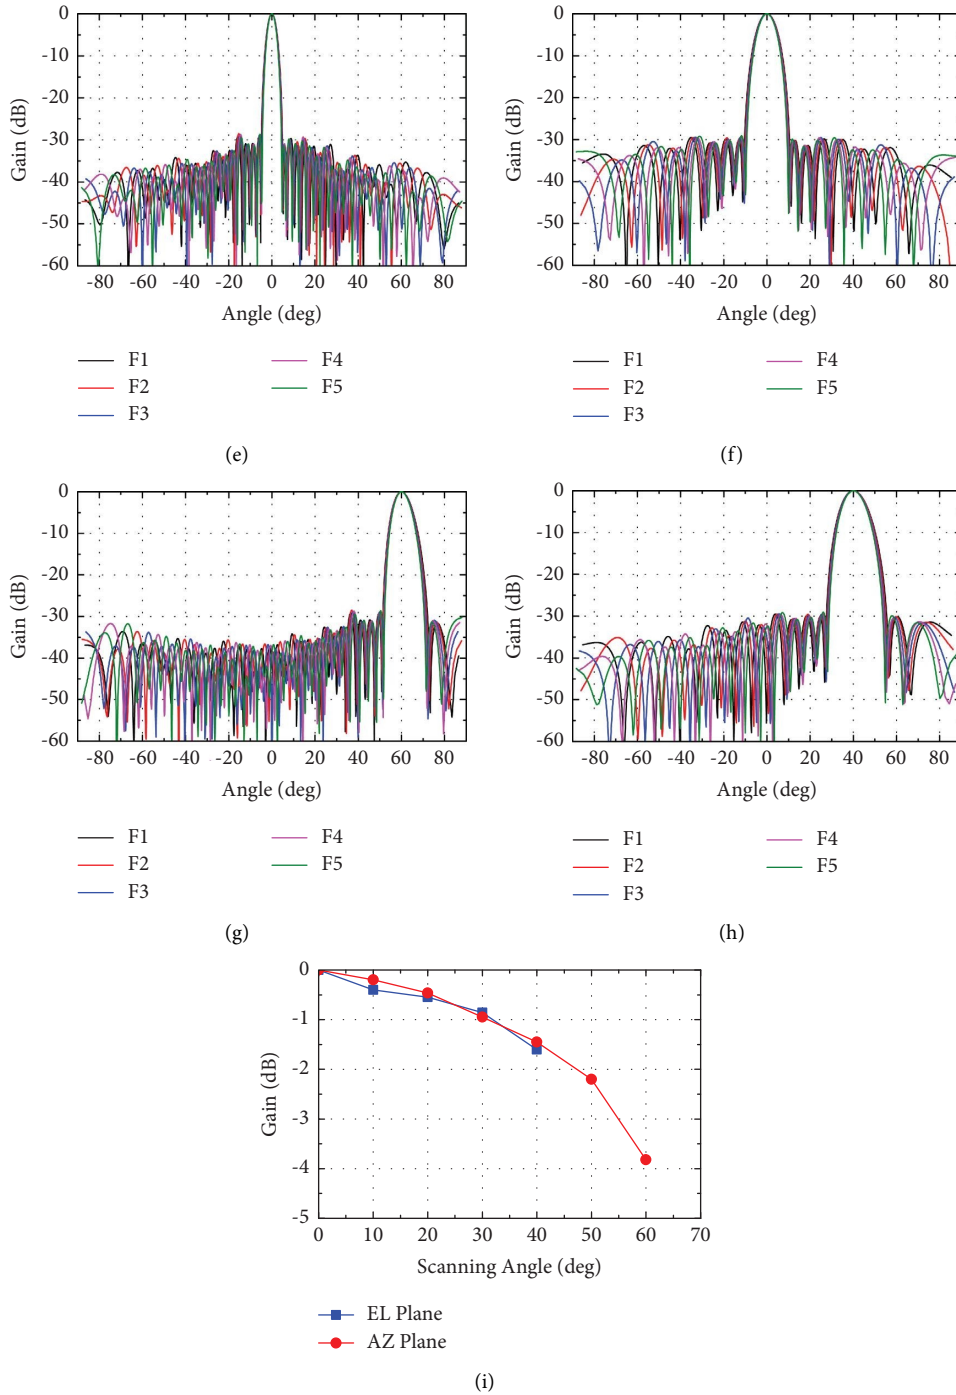 0
-10
-20
-30
-40
-50
-60
Gain (dB)
-80 -60 -40 -20 0 20 40 60 80
Angle (deg)
F1
F2
F3
F4
F5
(e)
0
-10
-20
-30
-40
-50
-60
Gain (dB)
-80 -60 -40 -20 0 20 40 60 80
Angle (deg)
F1
F2
F3
F4
F5
(f)
0
-10
-20
-30
-40
-50
-60
Gain (dB)
-80 -60 -40 -20 0 20 40 60 80
Angle (deg)
F1
F2
F3
F4
F5
(g)
0
-10
-20
-30
-40
-50
-60
Gain (dB)
-80 -60 -40 -20 0 20 40 60 80
Angle (deg)
F1
F2
F3
F4
F5
(h)
0
-1
-2
-3
-4
-5
Gain (dB)
0 10 20 30 40 50 60 70
Scanning Angle (deg)
EL Plane
AZ Plane
(i)